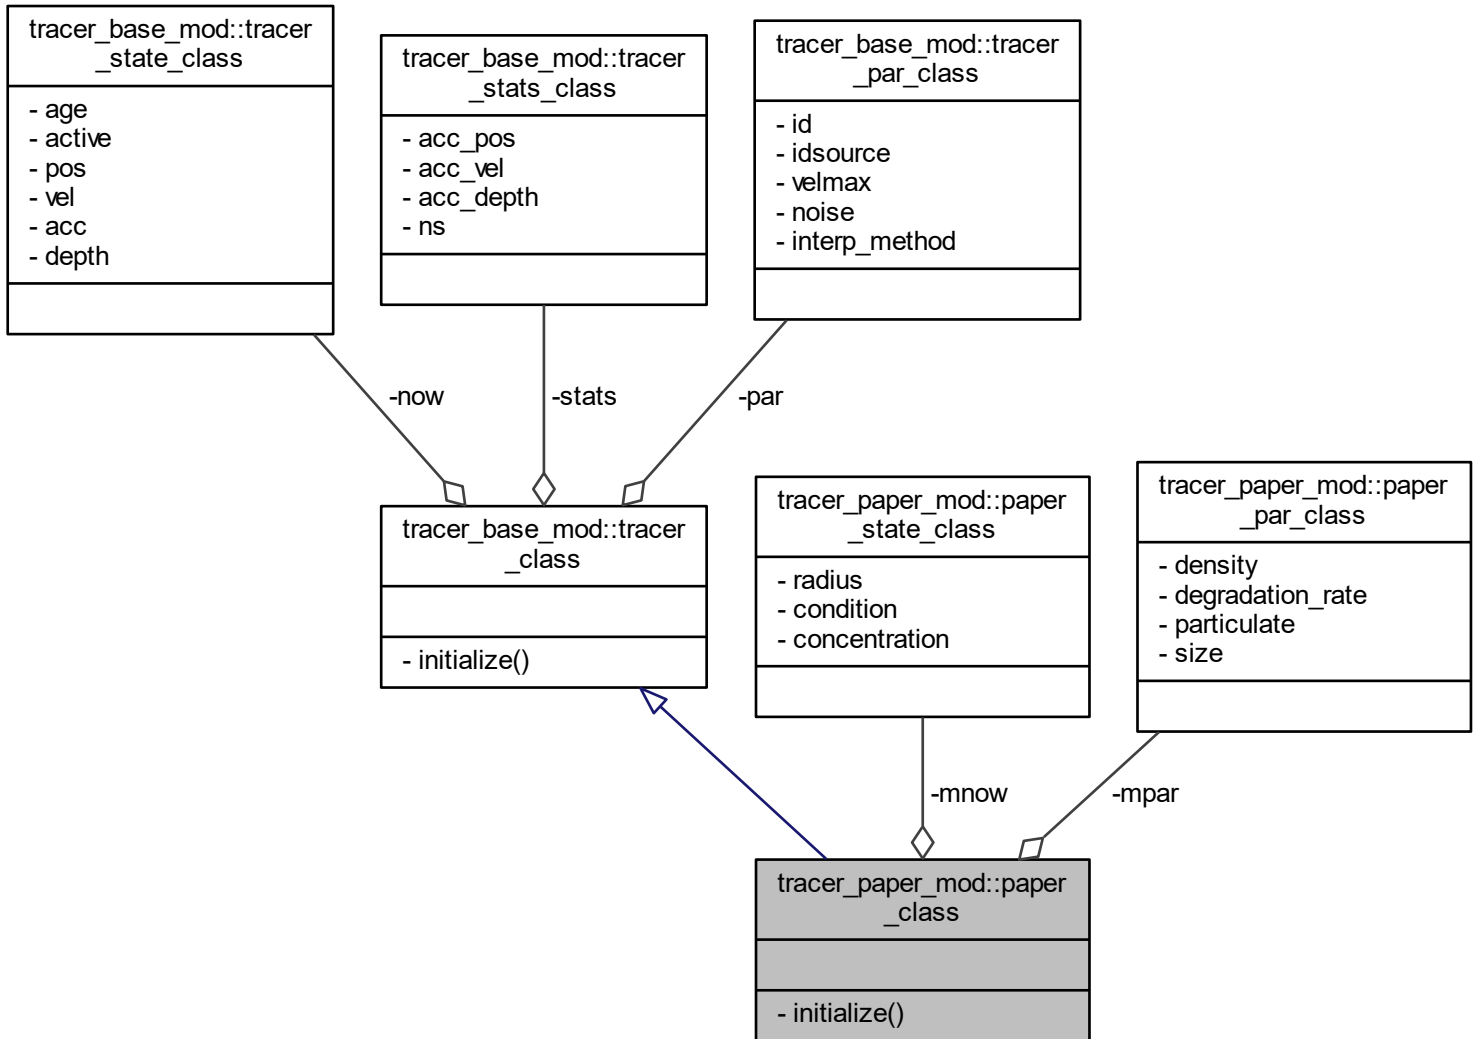 tracer_base_mod::tracer
_state_class
- age
- active
- pos
- vel
- acc
- depth
tracer_base_mod::tracer
_stats_class
- acc_pos
- acc_vel
- acc_depth
- ns
tracer_base_mod::tracer
_par_class
- id
- idsource
- velmax
- noise
- interp_method
-now
-stats
-par
tracer_base_mod::tracer
_class
- initialize()
tracer_paper_mod::paper
_state_class
- radius
- condition
- concentration
tracer_paper_mod::paper
_par_class
- density
- degradation_rate
- particulate
- size
-mnow
-mpar
tracer_paper_mod::paper
_class
- initialize()